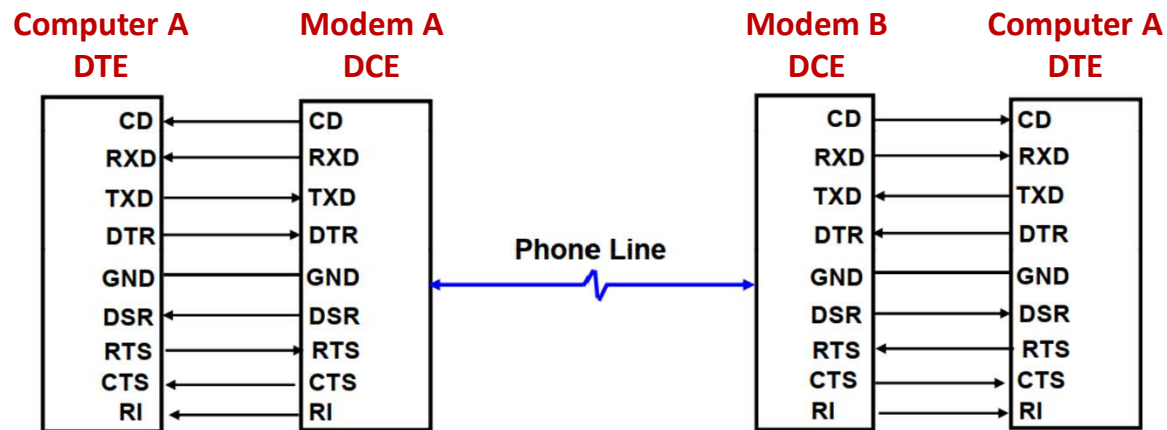 Computer A Modem A Modem B Computer A
DTE DCE DCE DTE
CD CD CD CD
RXD RXD RXD RXD
TXD TXD TXD TXD
DTR DTR DTR DTR
Phone Line
GND GND GND GND
DSR DSR DSR DSR
RTS RTS RTS RTS
CTS CTS CTS CTS
RI RI RI RI